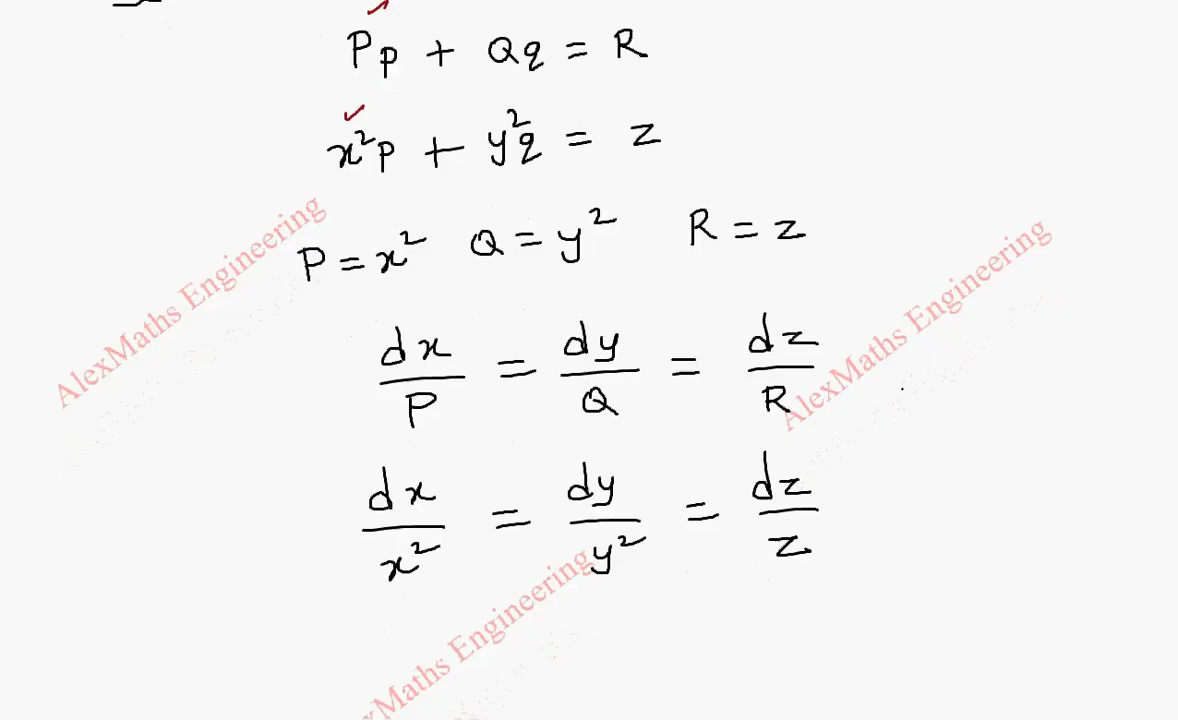 Pp + Qq = R
x²p + y²q = z
P = x² Q = y² R = z
AlexMaths Engineering
AlexMaths Engineering
dx/P = dy/Q = dz/R
dx/x² = dy/y² = dz/z
AlexMaths Engineering